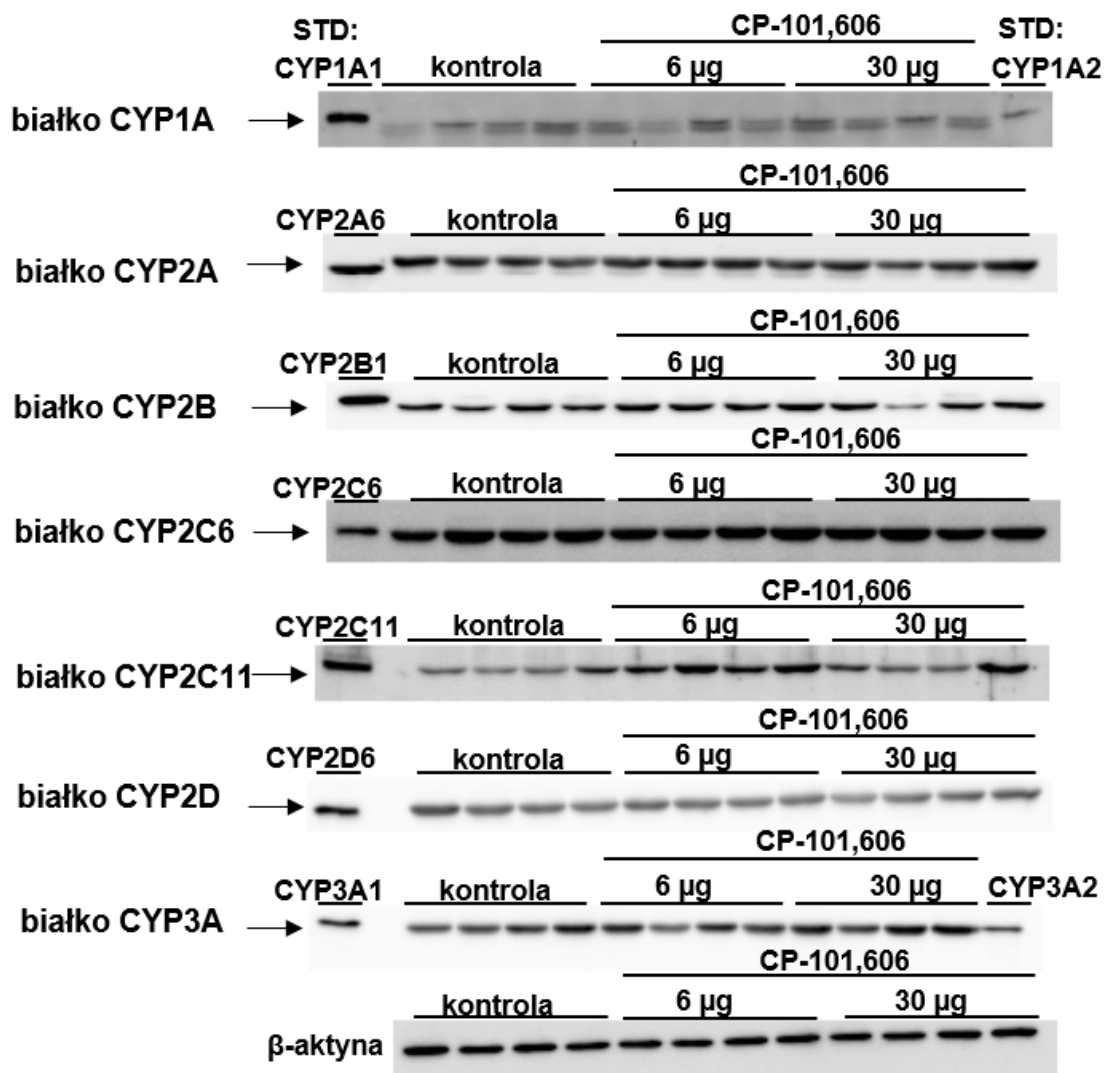 STD: CP-101,606 STD:
CYP1A1 kontrola 6 µg 30 µg CYP1A2
białko CYP1A
CP-101,606
CYP2A6 kontrola 6 µg 30 µg
białko CYP2A
CP-101,606
CYP2B1 kontrola 6 µg 30 µg
białko CYP2B
CP-101,606
CYP2C6 kontrola 6 µg 30 µg
białko CYP2C6
CP-101,606
CYP2C11 kontrola 6 µg 30 µg
białko CYP2C11
CP-101,606
CYP2D6 kontrola 6 µg 30 µg
białko CYP2D
CP-101,606
CYP3A1 kontrola 6 µg 30 µg CYP3A2
białko CYP3A
CP-101,606
kontrola 6 µg 30 µg
β-aktyna